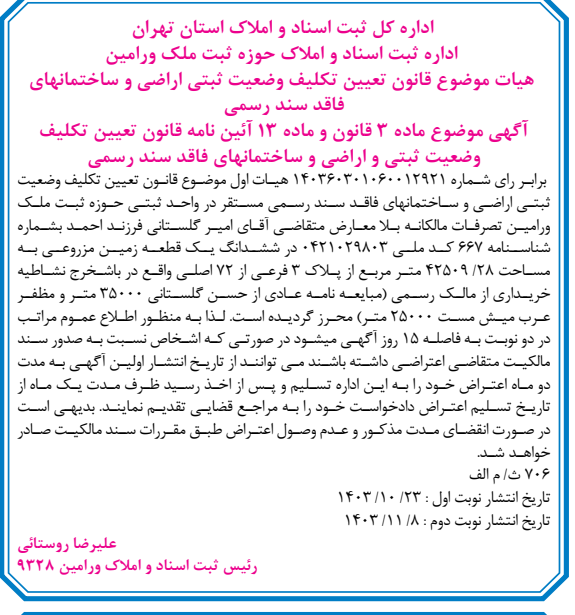 اداره کل ثبت اسناد و املاک استان تهران
اداره ثبت اسناد و املاک حوزه ثبت ملک ورامین
هیات موضوع قانون تعیین تکلیف وضعیت ثبتی اراضی و ساختمانهای
فاقد سند رسمی
آگهی موضوع ماده ۳ قانون و ماده ۱۳ آئین نامه قانون تعیین تکلیف
وضعیت ثبتی و اراضی و ساختمانهای فاقد سند رسمی
برابر رای شماره ۱۴۰۳۶۰۳۰۱۰۶۰۰۱۲۹۲۱ هیات اول موضوع قانون تعیین تکلیف وضعیت
ثبتی اراضی و ساختمانهای فاقد سند رسمی مستقر در واحد ثبتی حوزه ثبت ملک
ورامین تصرفات مالکانه بلا معارض متقاضی آقای امیر گلستانی فرزند احمد بشماره
شناسنامه ۶۶۷ کد ملی ۰۴۲۱۰۲۹۸۰۳ در ششدانگ یک قطعه زمین مزروعی به
مساحت ۲۸/ ۴۲۵۰۹ متر مربع از پلاک ۳ فرعی از ۷۲ اصلی واقع در باشخرج نشاطیه
خریداری از مالک رسمی (مبایعه نامه عادی از حسن گلستانی ۳۵۰۰۰ متر و مظفر
عرب میش مست ۲۵۰۰۰ متر) محرز گردیده است. لذا به منظور اطلاع عموم مراتب
در دو نوبت به فاصله ۱۵ روز آگهی میشود در صورتی که اشخاص نسبت به صدور سند
مالکیت متقاضی اعتراضی داشته باشند می توانند از تاریخ انتشار اولین آگهی به مدت
دو ماه اعتراض خود را به این اداره تسلیم و پس از اخذ رسید ظرف مدت یک ماه از
تاریخ تسلیم اعتراض دادخواست خود را به مراجع قضایی تقدیم نمایند. بدیهی است
در صورت انقضای مدت مذکور و عدم وصول اعتراض طبق مقررات سند مالکیت صادر
خواهد شد.
۷۰۶ ث/ م الف
تاریخ انتشار نوبت اول : ۲۳/ ۱۰/ ۱۴۰۳
تاریخ انتشار نوبت دوم : ۸/ ۱۱/ ۱۴۰۳
علیرضا روستائی
رئیس ثبت اسناد و املاک ورامین ۹۳۲۸